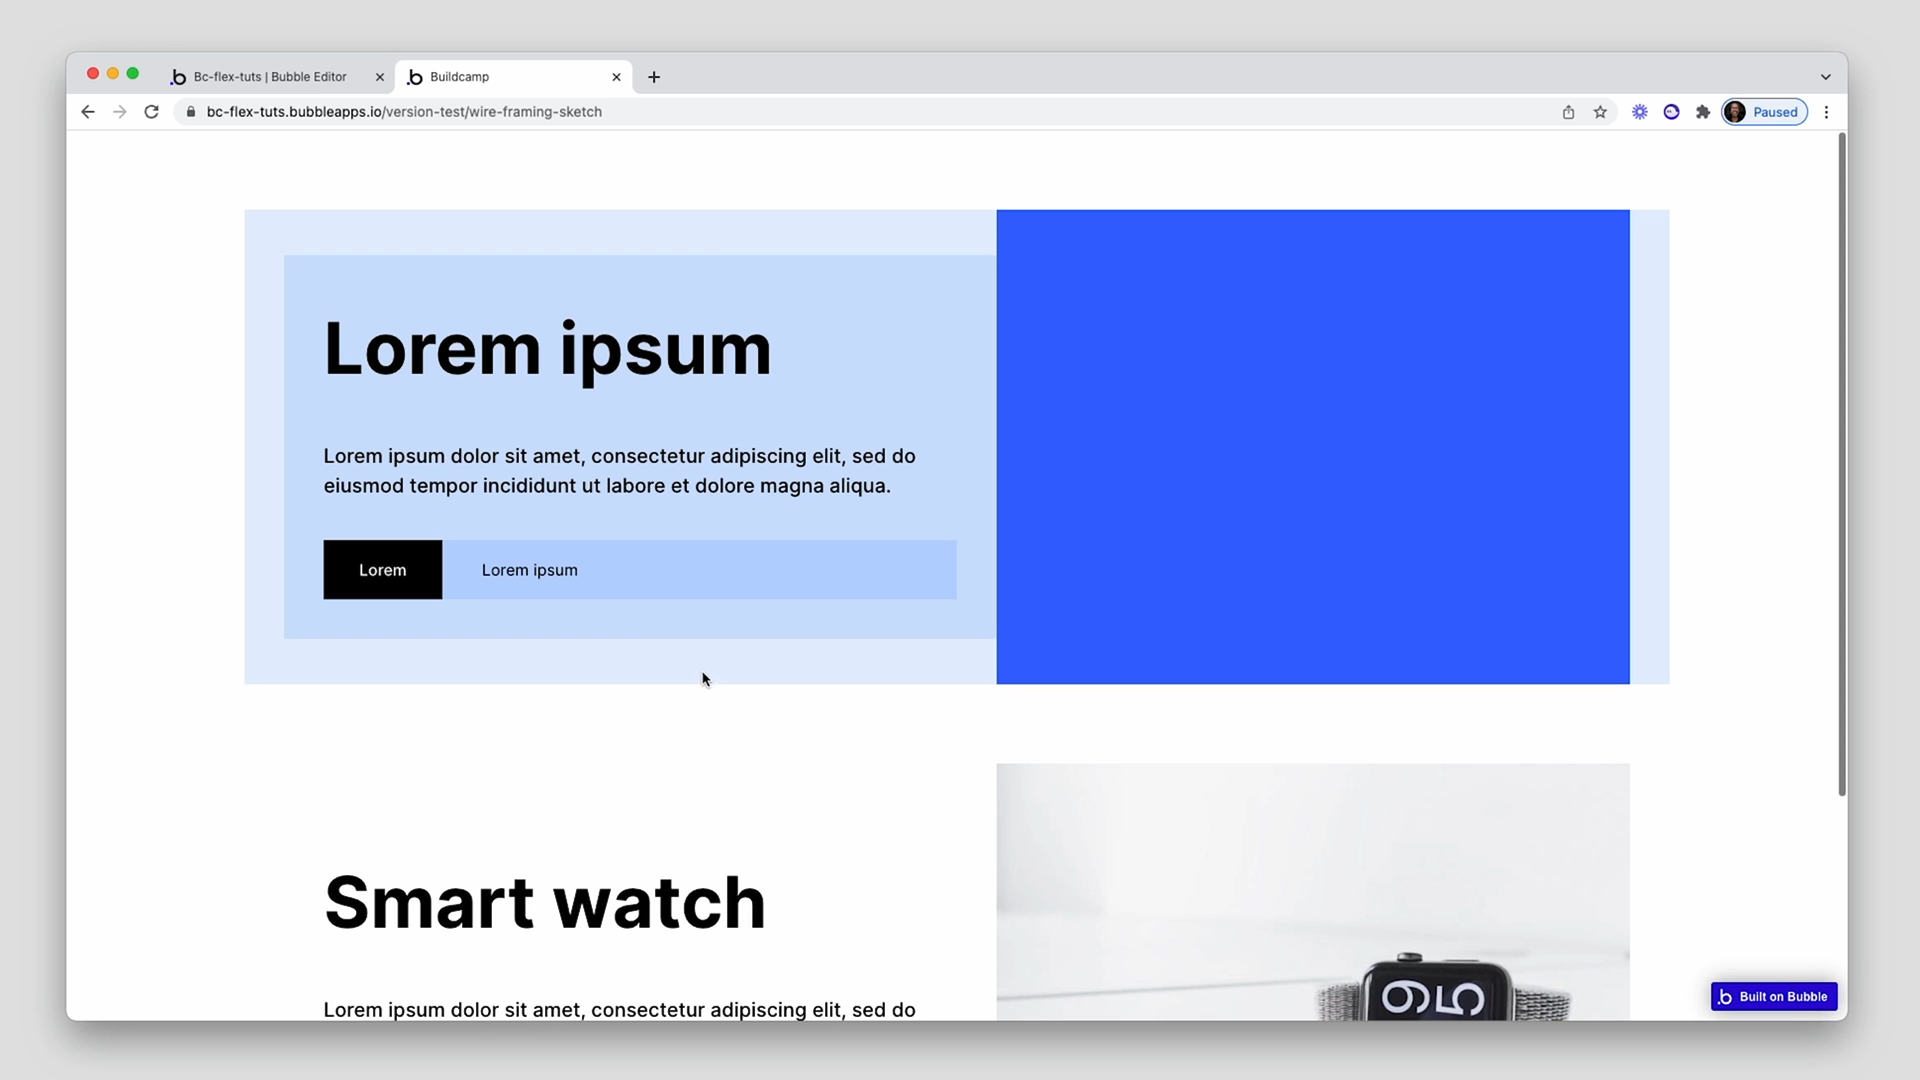 Bc-flex-tuts | Bubble Editor
Buildcamp
bc-flex-tuts.bubbleapps.io/version-test/wire-framing-sketch
Paused
Lorem ipsum
Lorem ipsum dolor sit amet, consectetur adipiscing elit, sed do
eiusmod tempor incididunt ut labore et dolore magna aliqua.
Lorem
Lorem ipsum
Smart watch
Lorem ipsum dolor sit amet, consectetur adipiscing elit, sed do
95
Built on Bubble